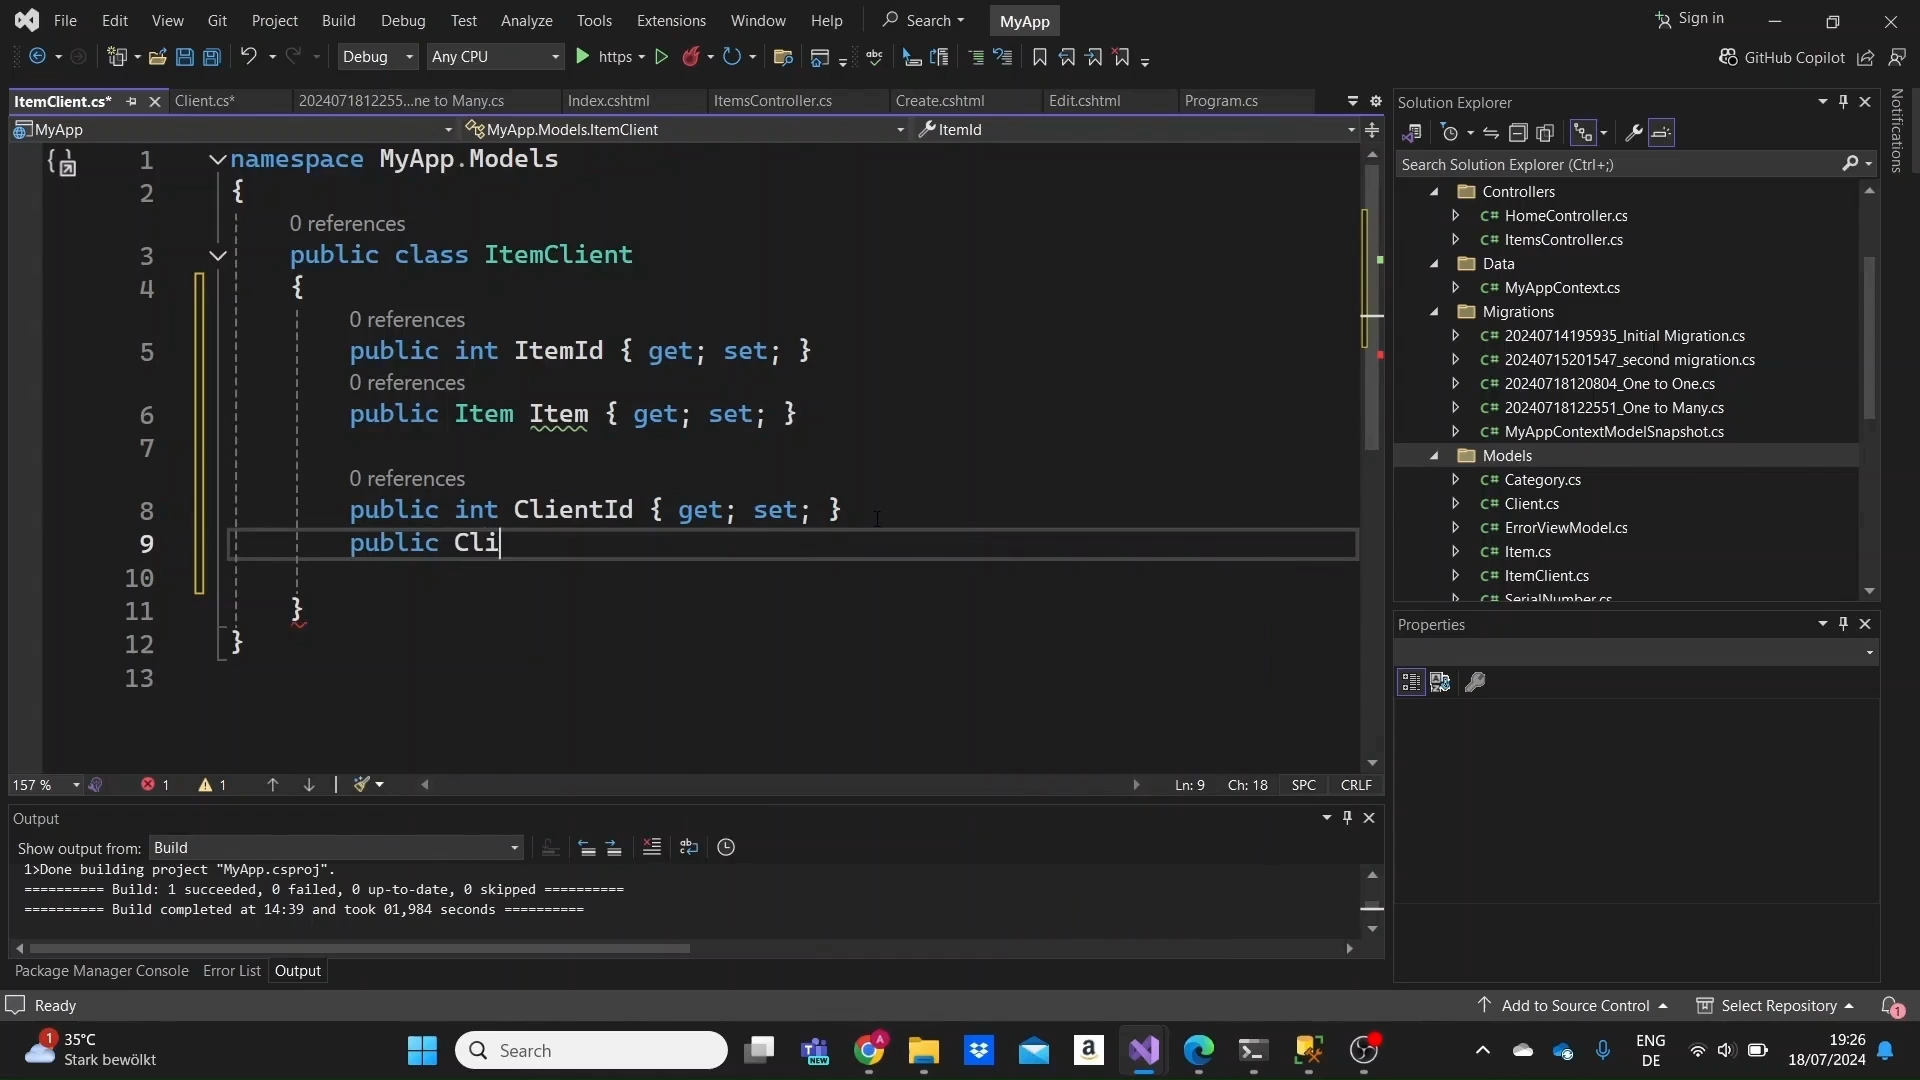 File Edit View Git Project Build Debug Test Analyze Tools Extensions Window Help Search MyApp Sign in
Debug Any CPU https GitHub Copilot
ItemClient.cs* Client.cs* 2024071812255...ne to Many.cs Index.cshtml ItemsController.cs Create.cshtml Edit.cshtml Program.cs
MyApp MyApp.Models.ItemClient ItemId
1 namespace MyApp.Models
2 {
0 references
3 public class ItemClient
4 {
0 references
5 public int ItemId { get; set; }
0 references
6 public Item Item { get; set; }
7
0 references
8 public int ClientId { get; set; }
9 public Cli
10
11 }
12 }
13
157 % 1 1 Ln: 9 Ch: 18 SPC CRLF
Output
Show output from: Build
1>Done building project "MyApp.csproj".
========== Build: 1 succeeded, 0 failed, 0 up-to-date, 0 skipped ==========
========== Build completed at 14:39 and took 01,984 seconds ==========
Package Manager Console Error List Output
Solution Explorer
Search Solution Explorer (Ctrl+;)
Controllers
C# HomeController.cs
C# ItemsController.cs
Data
C# MyAppContext.cs
Migrations
C# 20240714195935_Initial Migration.cs
C# 20240715201547_second migration.cs
C# 20240718120804_One to One.cs
C# 20240718122551_One to Many.cs
C# MyAppContextModelSnapshot.cs
Models
C# Category.cs
C# Client.cs
C# ErrorViewModel.cs
C# Item.cs
C# ItemClient.cs
C# SerialNumber.cs
Properties
Notifications
Ready Add to Source Control Select Repository 1
1 35°C
Stark bewölkt
Search
NEW
A
a
ENG
DE
19:26
18/07/2024